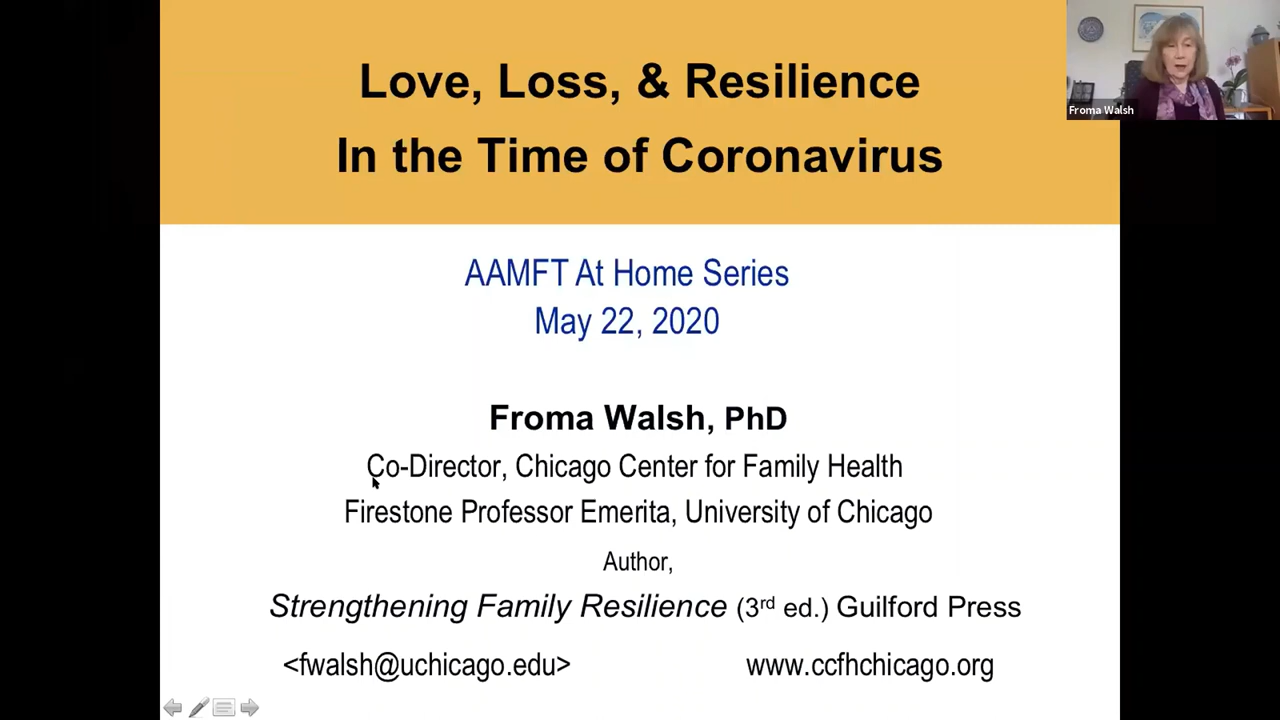 Love, Loss, & Resilience
In the Time of Coronavirus
Froma Walsh
AAMFT At Home Series
May 22, 2020
Froma Walsh, PhD
Co-Director, Chicago Center for Family Health
Firestone Professor Emerita, University of Chicago
Author,
Strengthening Family Resilience (3rd ed.) Guilford Press
<fwalsh@uchicago.edu> www.ccfhchicago.org